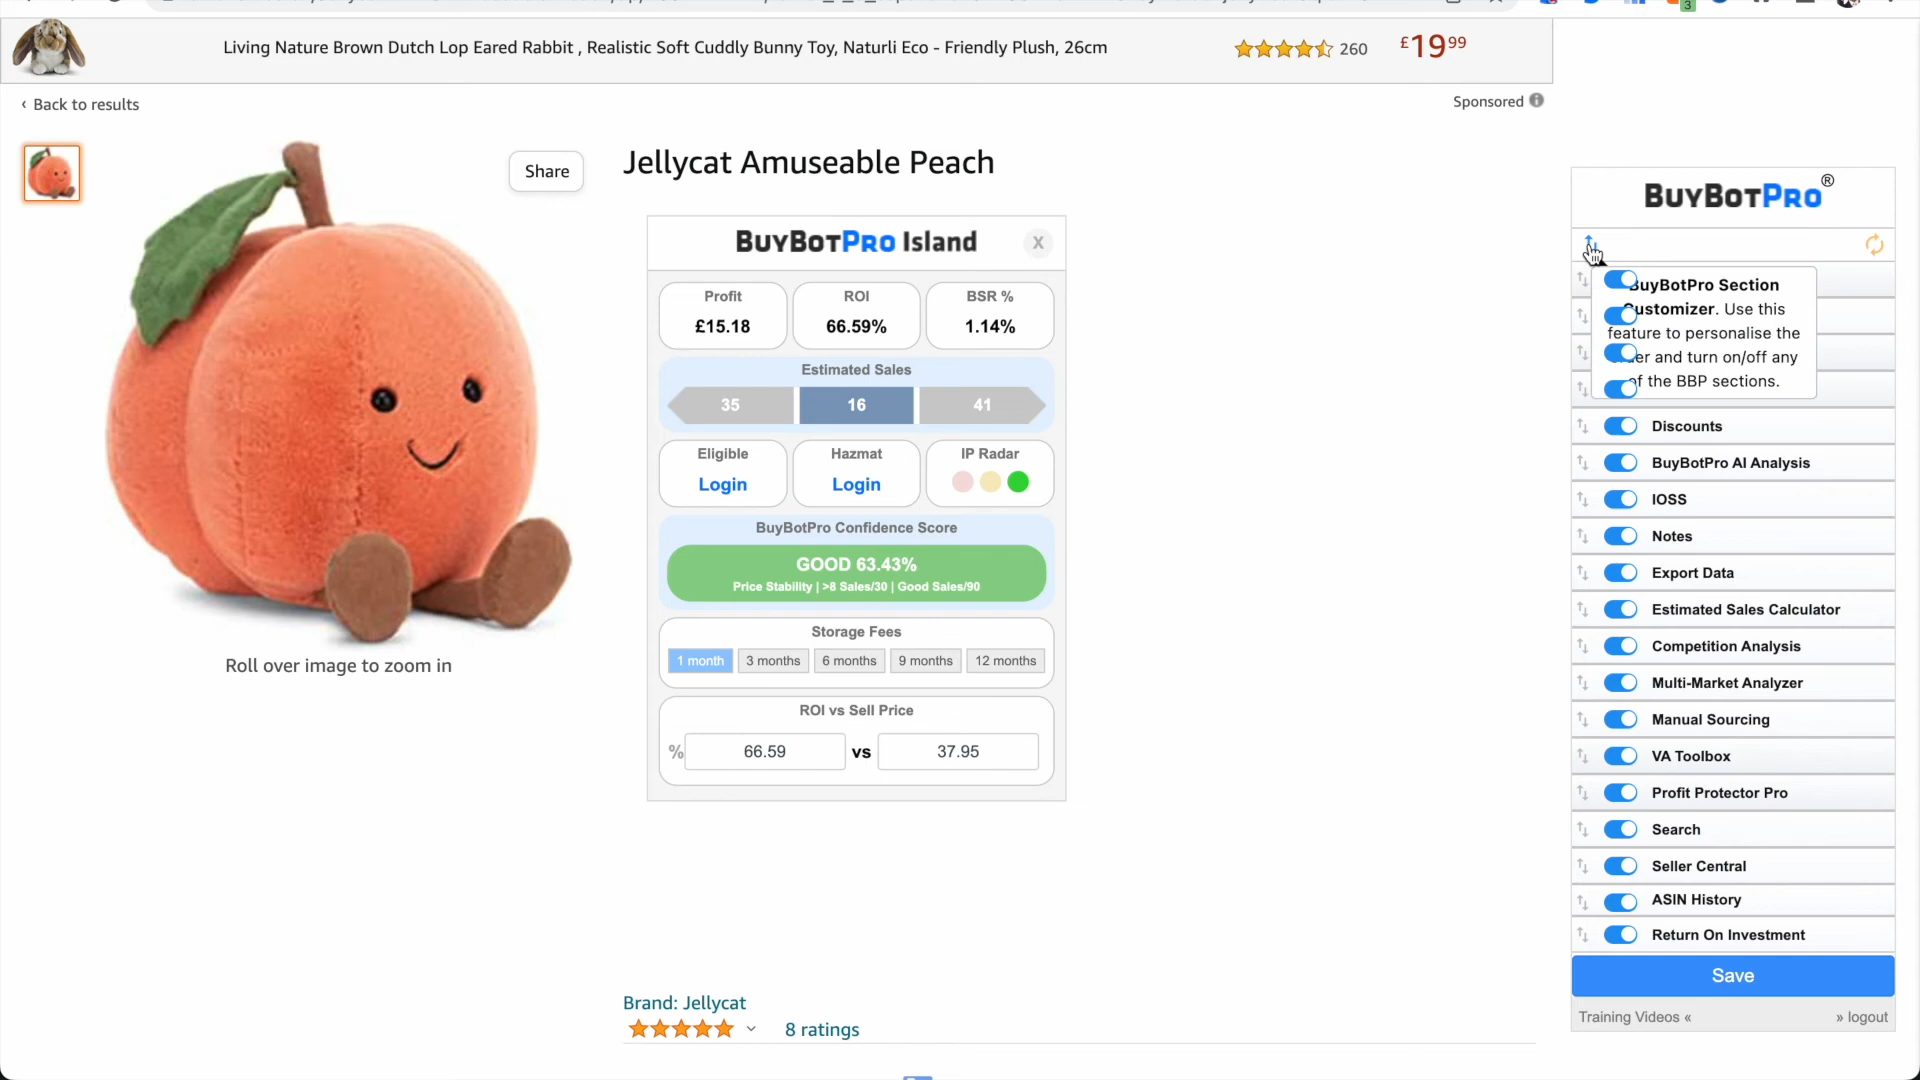 Living Nature Brown Dutch Lop Eared Rabbit , Realistic Soft Cuddly Bunny Toy, Naturli Eco - Friendly Plush, 26cm
260
£19 99
3
‹ Back to results
Sponsored
Share
Jellycat Amuseable Peach
Roll over image to zoom in
BuyBotPro Island
X
Profit
£15.18
ROI
66.59%
BSR %
1.14%
Estimated Sales
35
16
41
Eligible
Login
Hazmat
Login
IP Radar
BuyBotPro Confidence Score
GOOD 63.43%
Price Stability | >8 Sales/30 | Good Sales/90
Storage Fees
1 month
3 months
6 months
9 months
12 months
ROI vs Sell Price
% 66.59 vs 37.95
Brand: Jellycat
8 ratings
BuyBotPro®
BuyBotPro Section
ustomizer. Use this
feature to personalise the
er and turn on/off any
of the BBP sections.
Discounts
BuyBotPro AI Analysis
IOSS
Notes
Export Data
Estimated Sales Calculator
Competition Analysis
Multi-Market Analyzer
Manual Sourcing
VA Toolbox
Profit Protector Pro
Search
Seller Central
ASIN History
Return On Investment
Save
Training Videos «
» logout